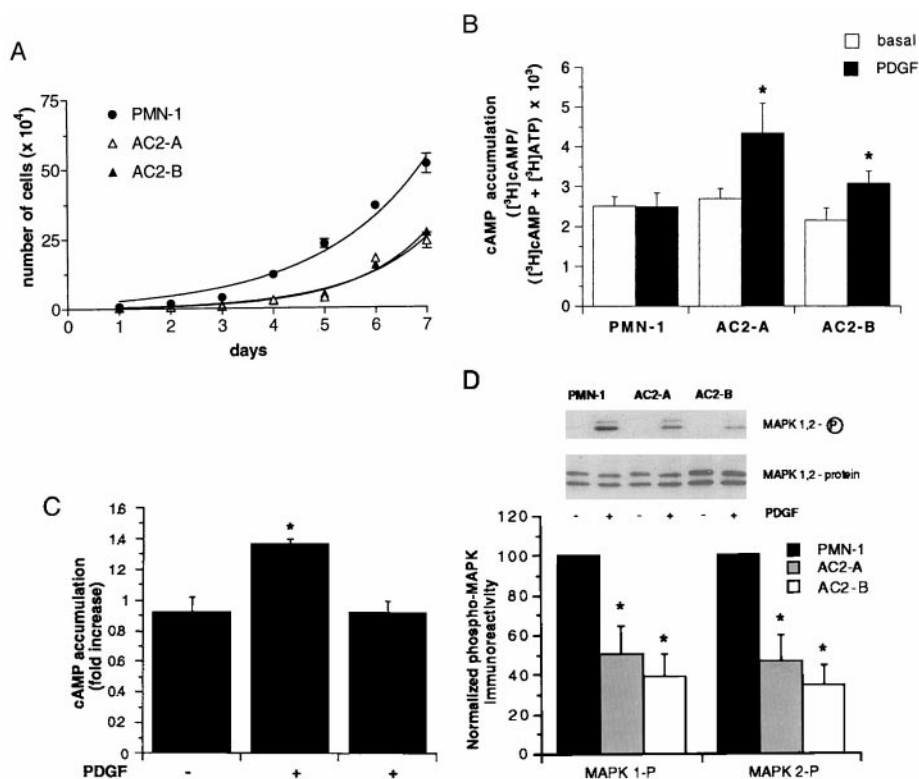 A
number of cells (x 10⁴)
75
50
25
0
0 1 2 3 4 5 6 7
days
PMN-1
AC2-A
AC2-B
B
basal
PDGF
cAMP accumulation
([³H]cAMP/
([³H]cAMP + [³H]ATP) x 10³)
6
5
4
3
2
1
0
*
*
PMN-1 AC2-A AC2-B
C
cAMP accumulation
(fold increase)
1.6
1.4
1.2
1
0.8
0.6
0.4
0.2
0
*
PDGF - + +
D
PMN-1 AC2-A AC2-B
MAPK 1,2 - P
MAPK 1,2 - protein
- + - + - + PDGF
Normalized phospho-MAPK
Immunoreactivity
120
100
80
60
40
20
0
PMN-1
AC2-A
AC2-B
* * * *
MAPK 1-P MAPK 2-P